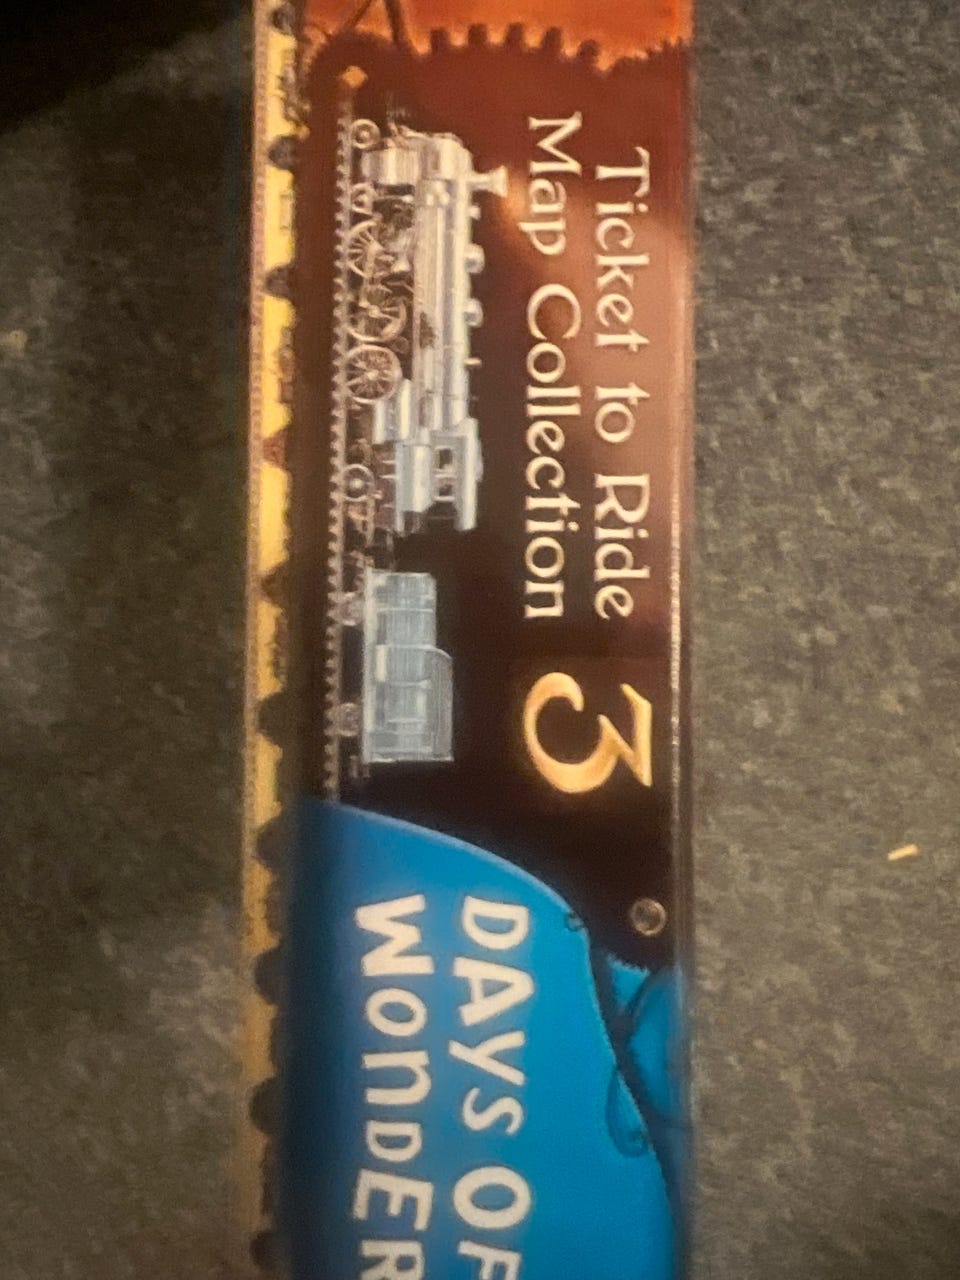 Ticket to Ride
Map Collection
3
DAYS OF
WONDER